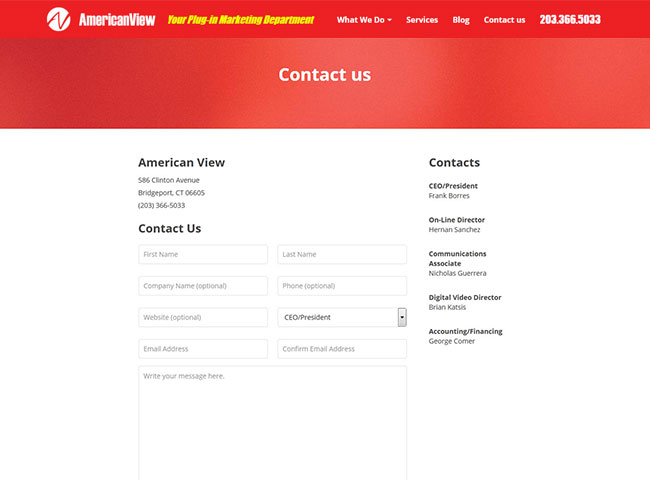 AmericanView Your Plug-in Marketing Department What We Do Services Blog Contact us 203.366.5033
Contact us
American View
586 Clinton Avenue
Bridgeport, CT 06605
(203) 366-5033
Contact Us
First Name Last Name
Company Name (optional) Phone (optional)
Website (optional) CEO/President
Email Address Confirm Email Address
Write your message here.
Contacts
CEO/President
Frank Borres
On-Line Director
Hernan Sanchez
Communications
Associate
Nicholas Guerrera
Digital Video Director
Brian Katsis
Accounting/Financing
George Comer